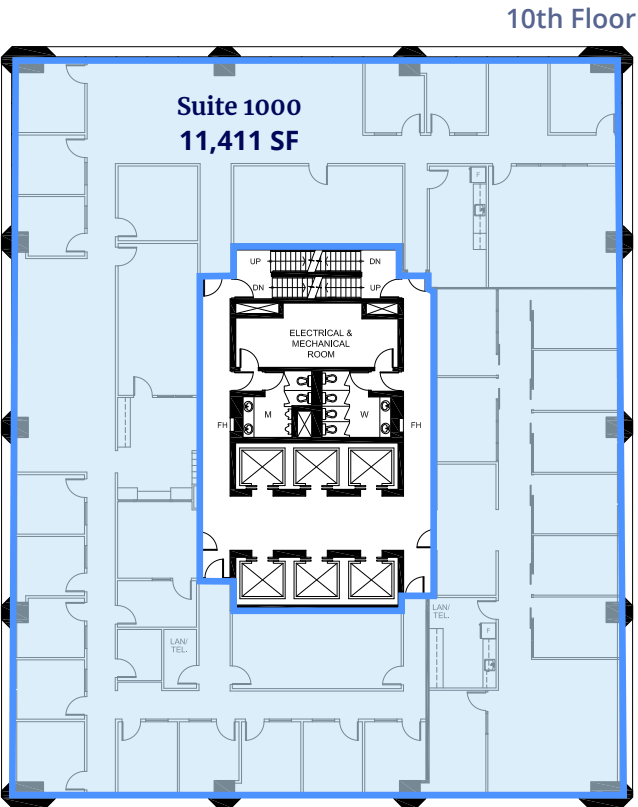 10th Floor
Suite 1000
11,411 SF
F
UP
DN
DN
UP
ELECTRICAL &
MECHANICAL
ROOM
FH
M
W
FH
LAN/
TEL.
F
LAN/
TEL.